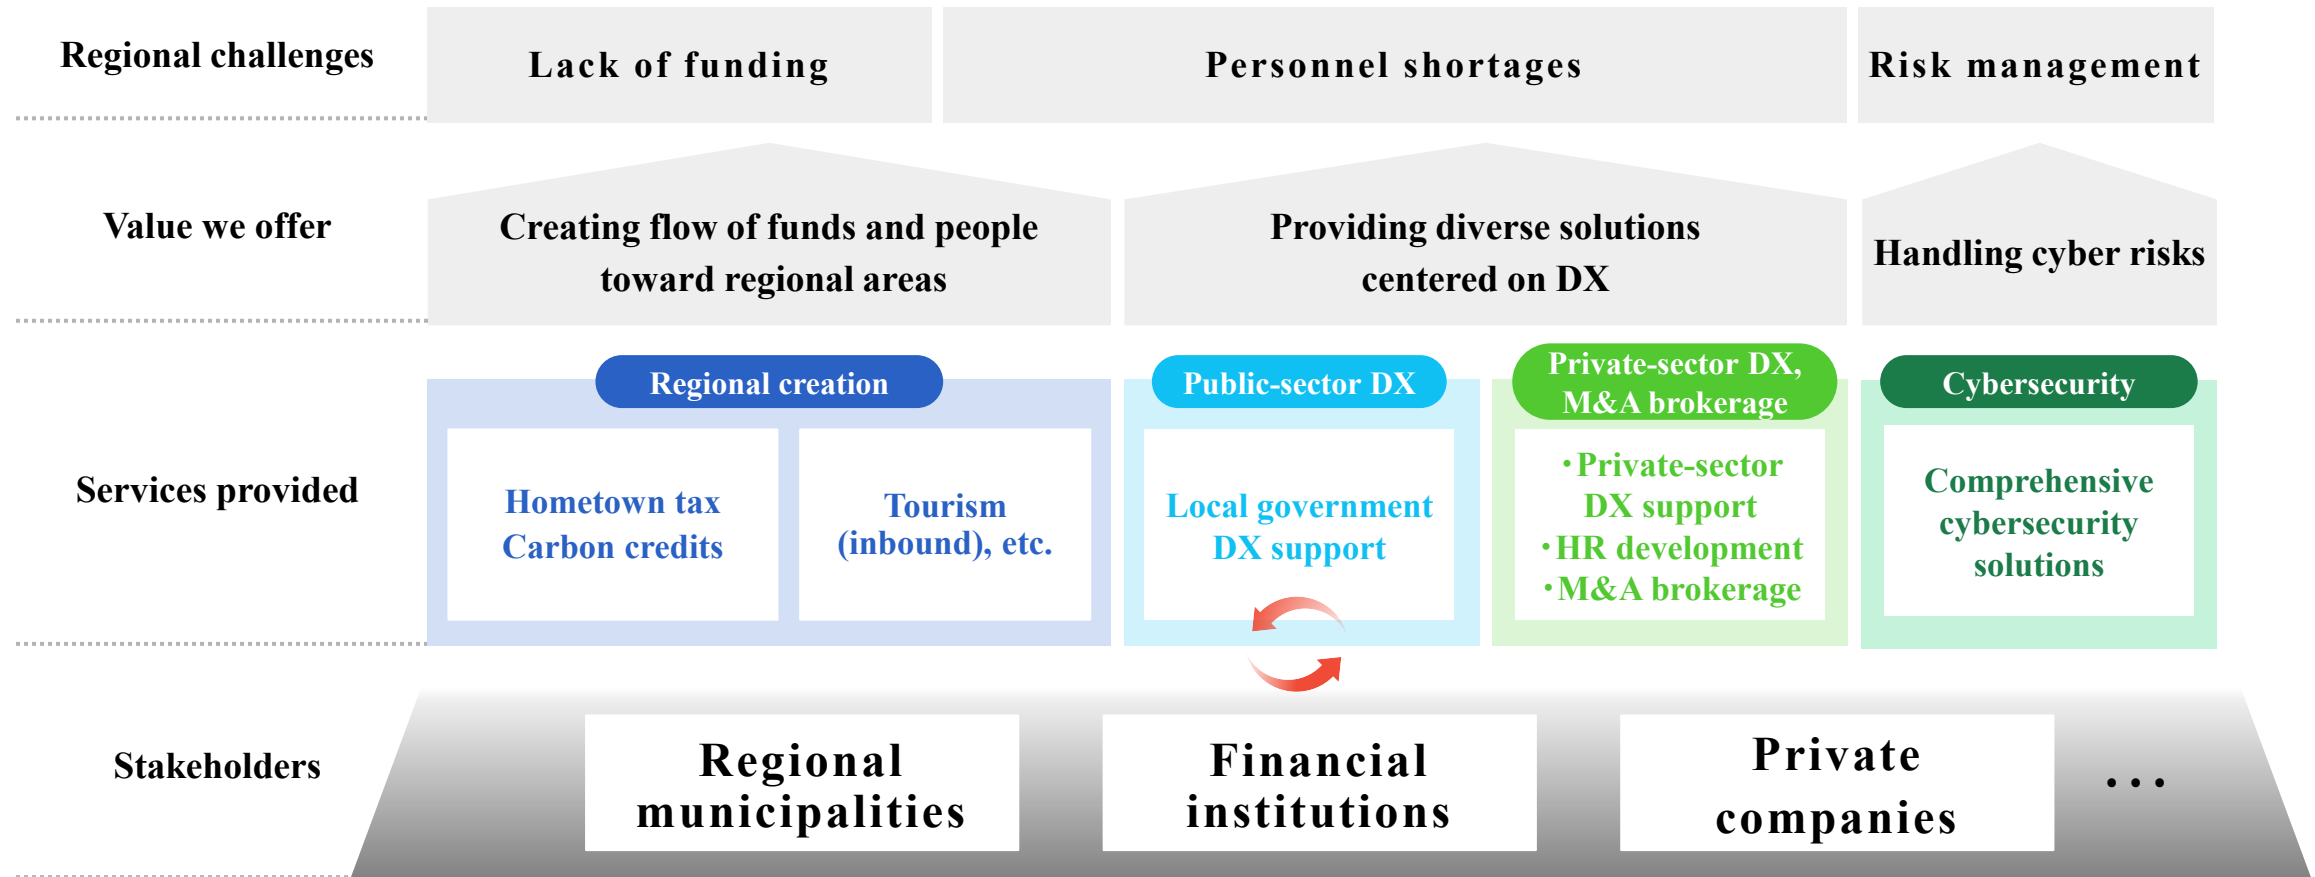 Regional challenges
Lack of funding
Personnel shortages
Risk management
Value we offer
Creating flow of funds and people
toward regional areas
Providing diverse solutions
centered on DX
Handling cyber risks
Services provided
Regional creation
Hometown tax
Carbon credits
Tourism
(inbound), etc.
Public-sector DX
Local government
DX support
Private-sector DX,
M&A brokerage
・Private-sector
DX support
・HR development
・M&A brokerage
Cybersecurity
Comprehensive
cybersecurity
solutions
Stakeholders
Regional
municipalities
Financial
institutions
Private
companies
...